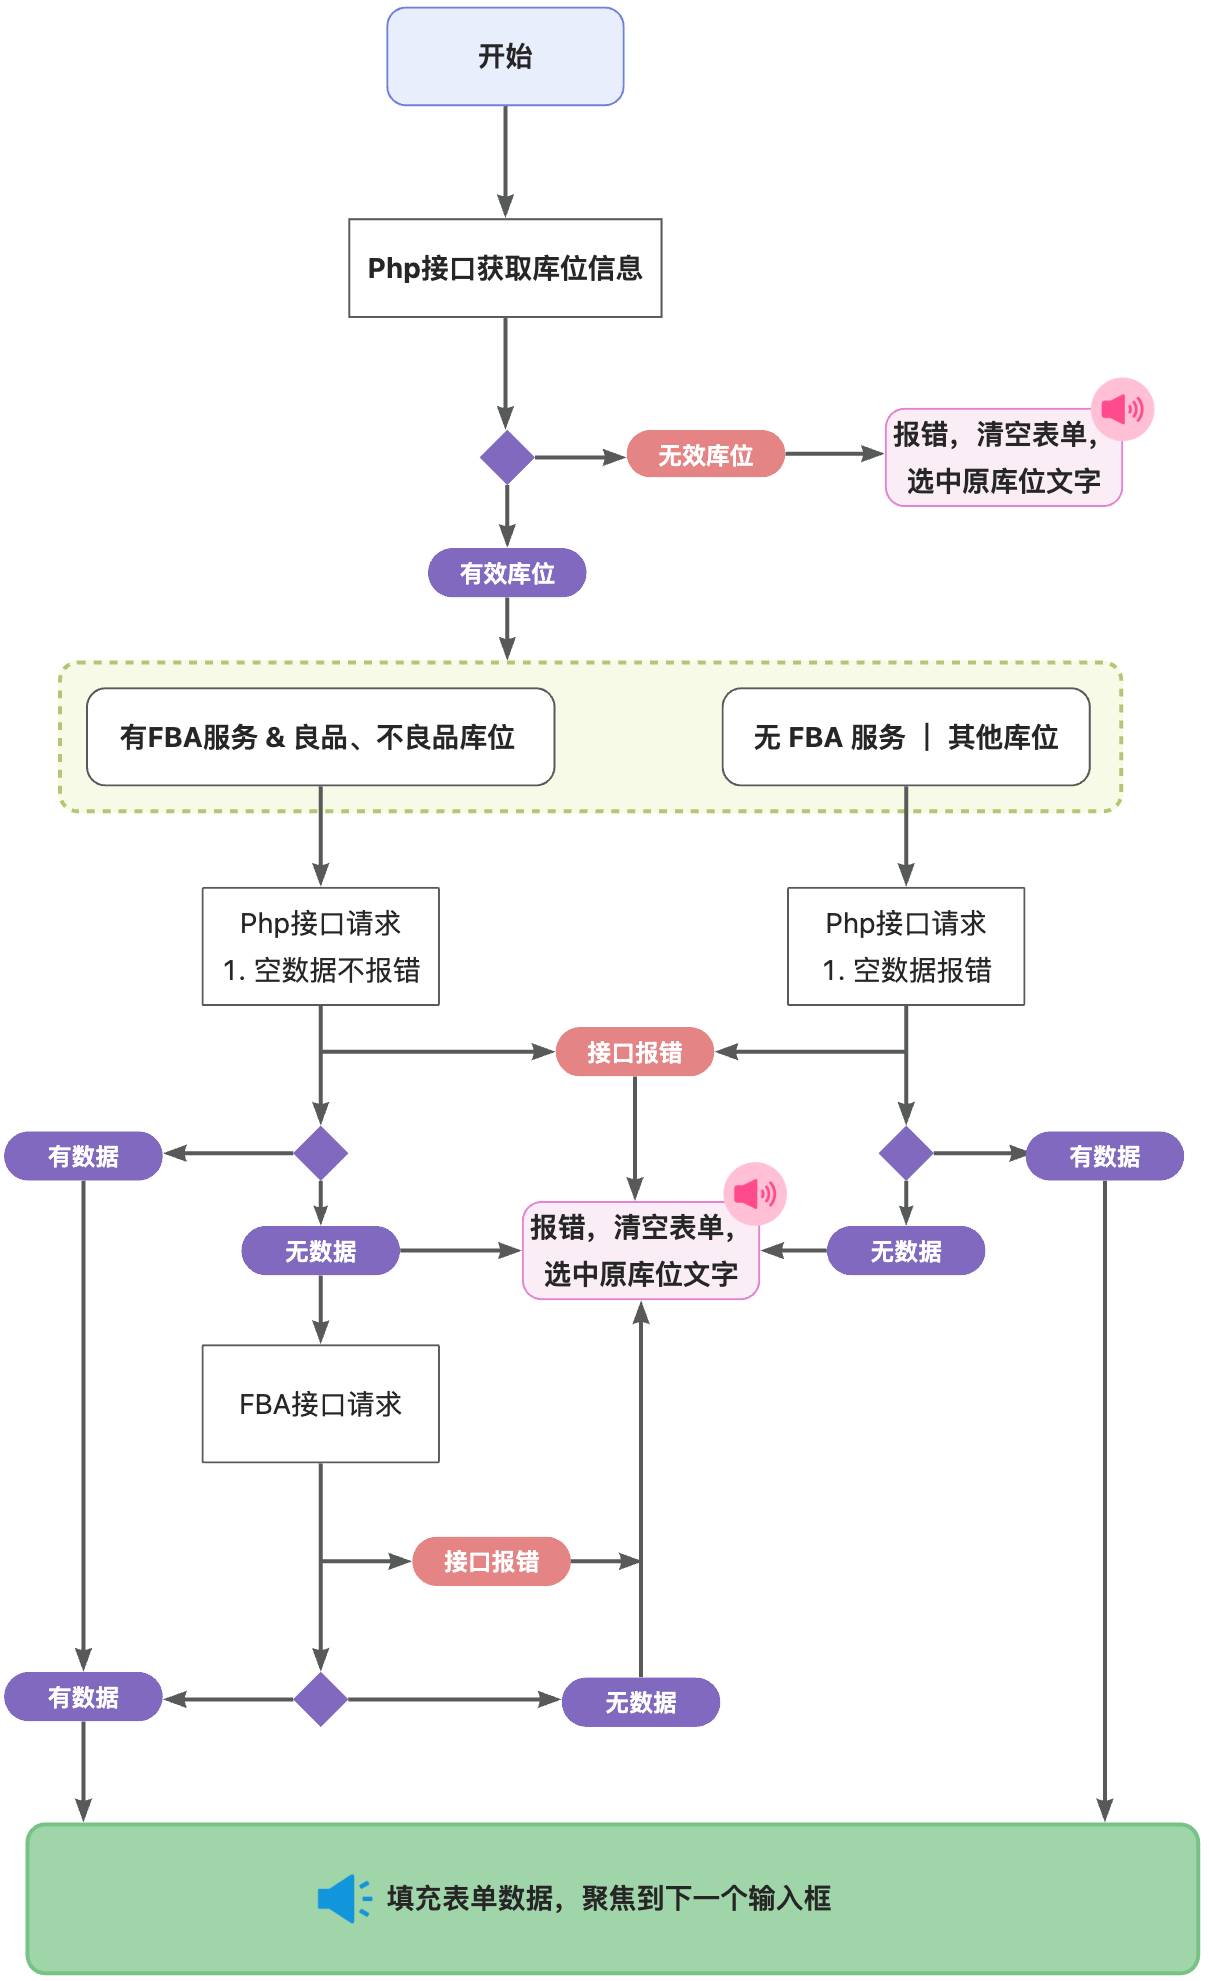 开始
Php接口获取库位信息
无效库位
报错，清空表单，
选中原库位文字
有效库位
有FBA服务 & 良品、不良品库位
无 FBA 服务 ｜ 其他库位
Php接口请求
1. 空数据不报错
Php接口请求
1. 空数据报错
接口报错
有数据
有数据
报错，清空表单，
选中原库位文字
无数据
无数据
FBA接口请求
接口报错
有数据
无数据
填充表单数据，聚焦到下一个输入框